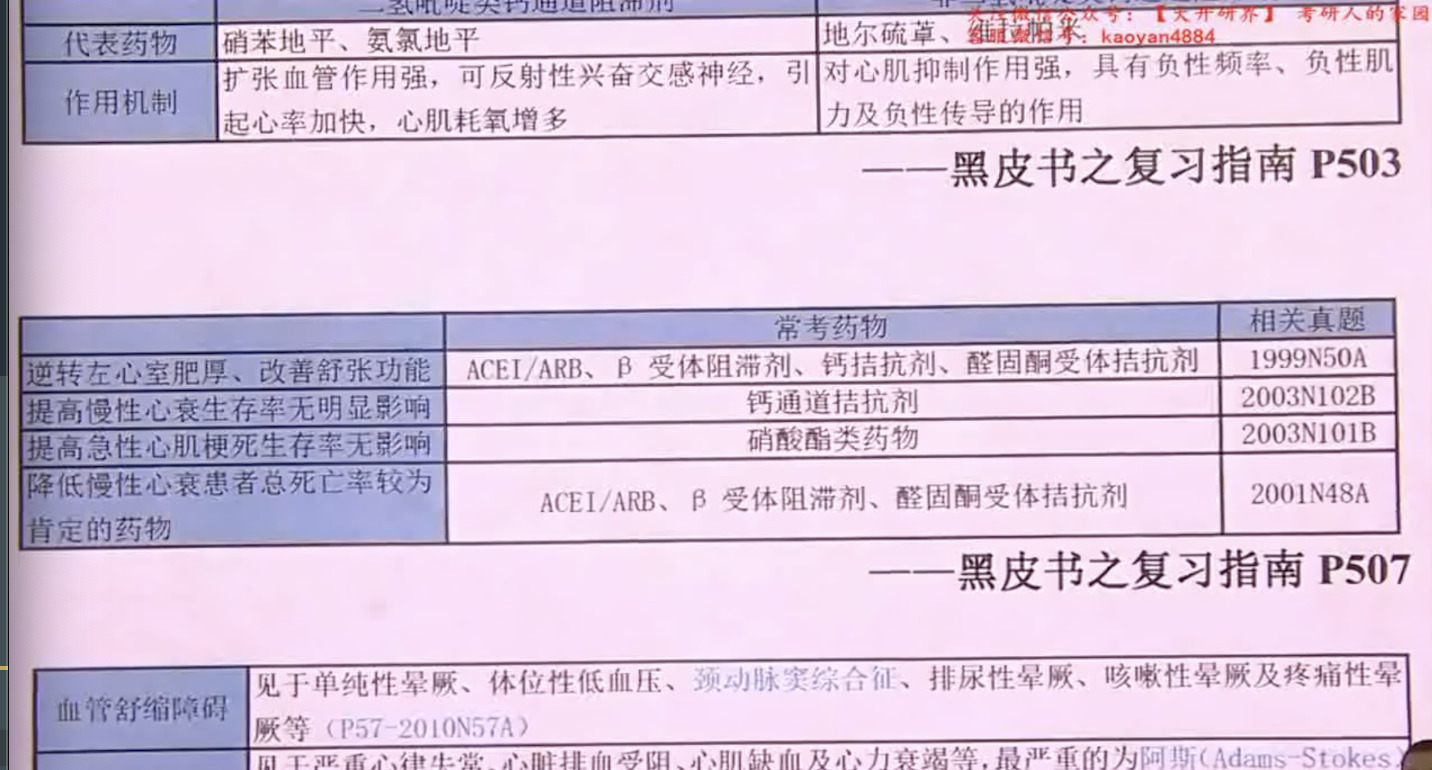 二氢吡啶类钙通道阻滞剂
关注微信公众号：【天开研界】 考研人的家园
客服微信号：kaoyan4884
代表药物
硝苯地平、氨氯地平
地尔硫䓬、
作用机制
扩张血管作用强，可反射性兴奋交感神经，引
起心率加快，心肌耗氧增多
对心肌抑制作用强，具有负性频率、负性肌
力及负性传导的作用
——黑皮书之复习指南 P503
常考药物
相关真题
逆转左心室肥厚、改善舒张功能
ACEI/ARB、β 受体阻滞剂、钙拮抗剂、醛固酮受体拮抗剂
1999N50A
提高慢性心衰生存率无明显影响
钙通道拮抗剂
2003N102B
提高急性心肌梗死生存率无影响
硝酸酯类药物
2003N101B
降低慢性心衰患者总死亡率较为
肯定的药物
ACEI/ARB、β 受体阻滞剂、醛固酮受体拮抗剂
2001N48A
——黑皮书之复习指南 P507
血管舒缩障碍
见于单纯性晕厥、体位性低血压、颈动脉窦综合征、排尿性晕厥、咳嗽性晕厥及疼痛性晕
厥等（P57-2010N57A）
见于严重心律失常、心脏排血受阻、心肌缺血及心力衰竭等，最严重的为阿斯(Adams-Stokes)